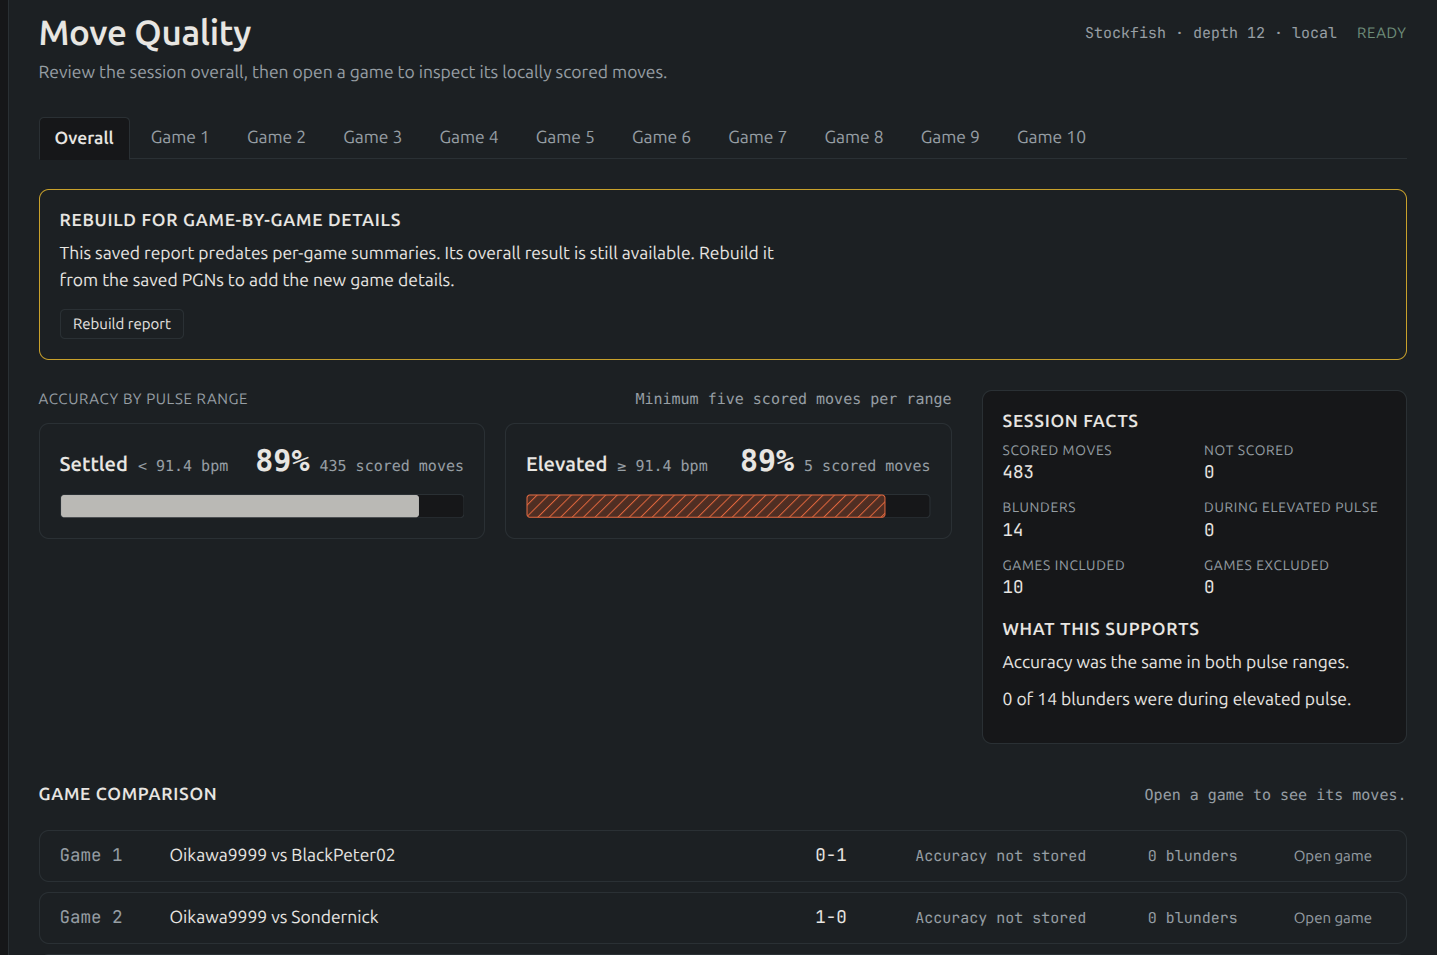 Move Quality
Stockfish · depth 12 · local READY
Review the session overall, then open a game to inspect its locally scored moves.
Overall Game 1 Game 2 Game 3 Game 4 Game 5 Game 6 Game 7 Game 8 Game 9 Game 10
REBUILD FOR GAME-BY-GAME DETAILS
This saved report predates per-game summaries. Its overall result is still available. Rebuild it
from the saved PGNs to add the new game details.
Rebuild report
ACCURACY BY PULSE RANGE
Minimum five scored moves per range
Settled < 91.4 bpm 89% 435 scored moves
Elevated ≥ 91.4 bpm 89% 5 scored moves
SESSION FACTS
SCORED MOVES
483
NOT SCORED
0
BLUNDERS
14
DURING ELEVATED PULSE
0
GAMES INCLUDED
10
GAMES EXCLUDED
0
WHAT THIS SUPPORTS
Accuracy was the same in both pulse ranges.
0 of 14 blunders were during elevated pulse.
GAME COMPARISON
Open a game to see its moves.
Game 1 Oikawa9999 vs BlackPeter02 0-1 Accuracy not stored 0 blunders Open game
Game 2 Oikawa9999 vs Sondernick 1-0 Accuracy not stored 0 blunders Open game